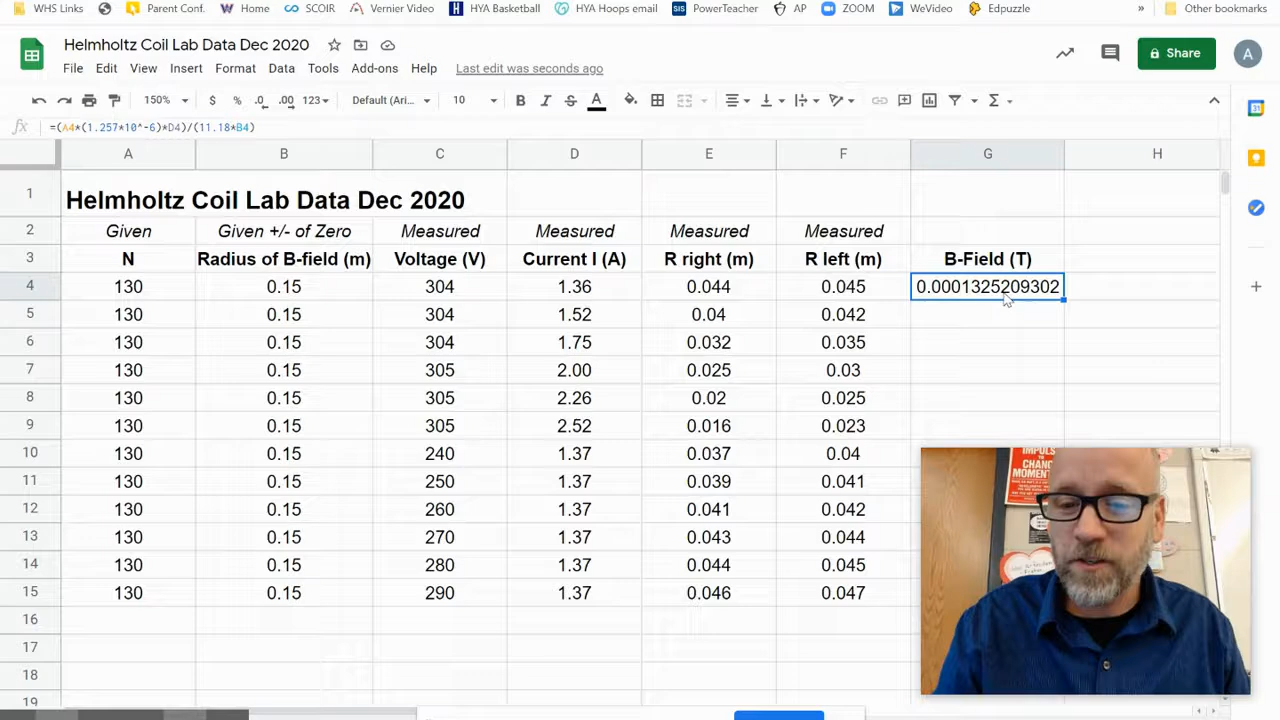 WHS Links Parent Conf. Home SCOIR Vernier Video HYA Basketball HYA Hoops email PowerTeacher AP ZOOM WeVideo Edpuzzle » Other bookmarks
Helmholtz Coil Lab Data Dec 2020
Share
A
File Edit View Insert Format Data Tools Add-ons Help Last edit was seconds ago
150% $ % .0 .00 123 Default (Ari... 10 B I S A Σ
fx =(A4*(1.257*10^-6)*D4)/(11.18*B4)
A B C D E F G H
1 Helmholtz Coil Lab Data Dec 2020
2 Given Given +/- of Zero Measured Measured Measured Measured
3 N Radius of B-field (m) Voltage (V) Current I (A) R right (m) R left (m) B-Field (T)
4 130 0.15 304 1.36 0.044 0.045 0.0001325209302
5 130 0.15 304 1.52 0.04 0.042
6 130 0.15 304 1.75 0.032 0.035
7 130 0.15 305 2.00 0.025 0.03
8 130 0.15 305 2.26 0.02 0.025
9 130 0.15 305 2.52 0.016 0.023
10 130 0.15 240 1.37 0.037 0.04
11 130 0.15 250 1.37 0.039 0.041
12 130 0.15 260 1.37 0.041 0.042
13 130 0.15 270 1.37 0.043 0.044
14 130 0.15 280 1.37 0.044 0.045
15 130 0.15 290 1.37 0.046 0.047
16
17
18
19
IMPULS
CHANG
MOMENT